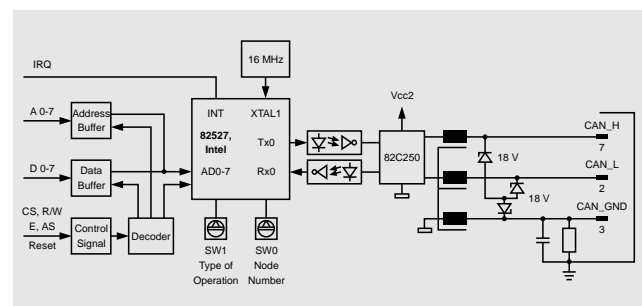 IRQ
16 MHz
Vcc2
CAN_H
7
A 0-7
Address
Buffer
INT
XTAL1
82527,
Intel
Tx0
82C250
18 V
CAN_L
2
D 0-7
Data
Buffer
AD0-7
Rx0
18 V
CAN_GND
3
CS, R/W
E, AS
Reset
Control
Signal
Decoder
SW1
Type of
Operation
SW0
Node
Number